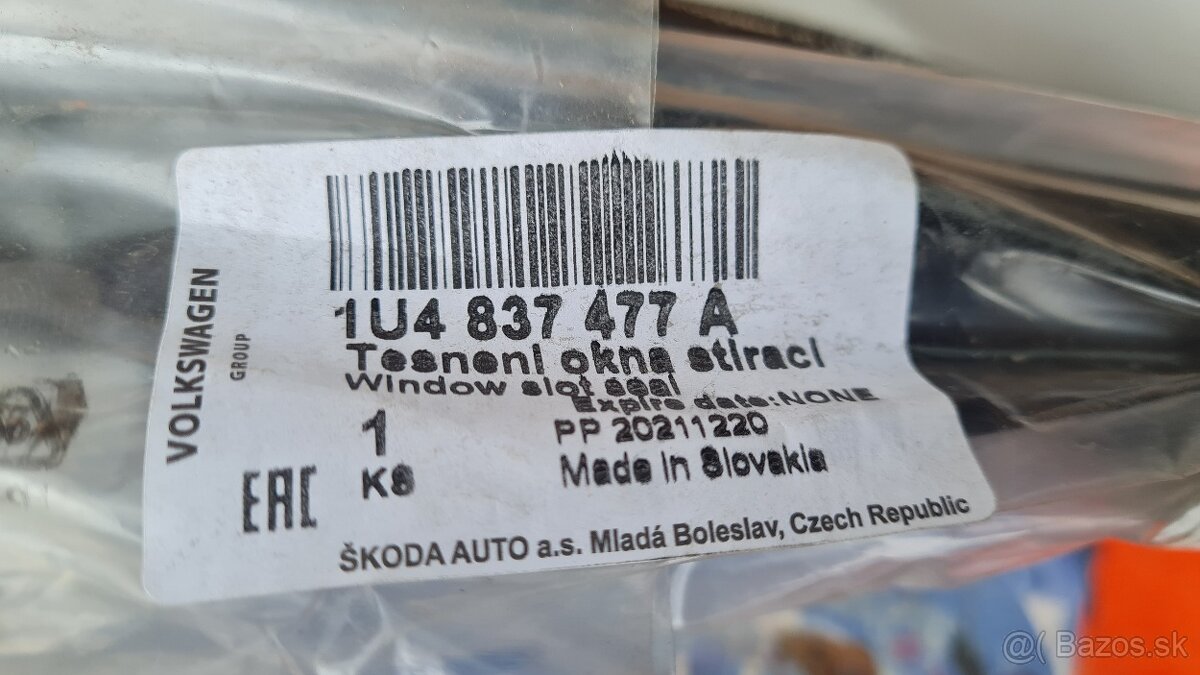 VOLKSWAGEN
GROUP
1U4 837 477 A
Tesneni okna stiraci
Window slot seal
Expire date:NONE
1
PP 20211220
KS
Made in Slovakia
EAC
ŠKODA AUTO a.s. Mladá Boleslav, Czech Republic
@( Bazos.sk